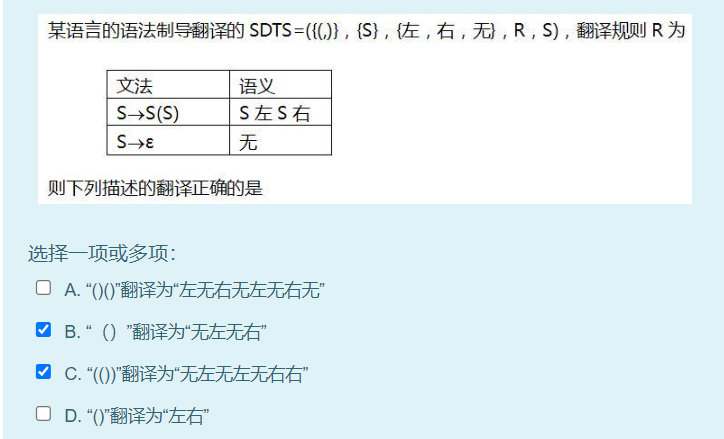 某语言的语法制导翻译的 SDTS=({(,)}，{S}，{左，右，无}，R，S)，翻译规则 R 为
文法 语义
S→S(S) S 左 S 右
S→ε 无
则下列描述的翻译正确的是
选择一项或多项：
A. “()()”翻译为“左无右无左无右无”
B. “（）”翻译为“无左无右”
C. “(())”翻译为“无左无左无右右”
D. “()”翻译为“左右”